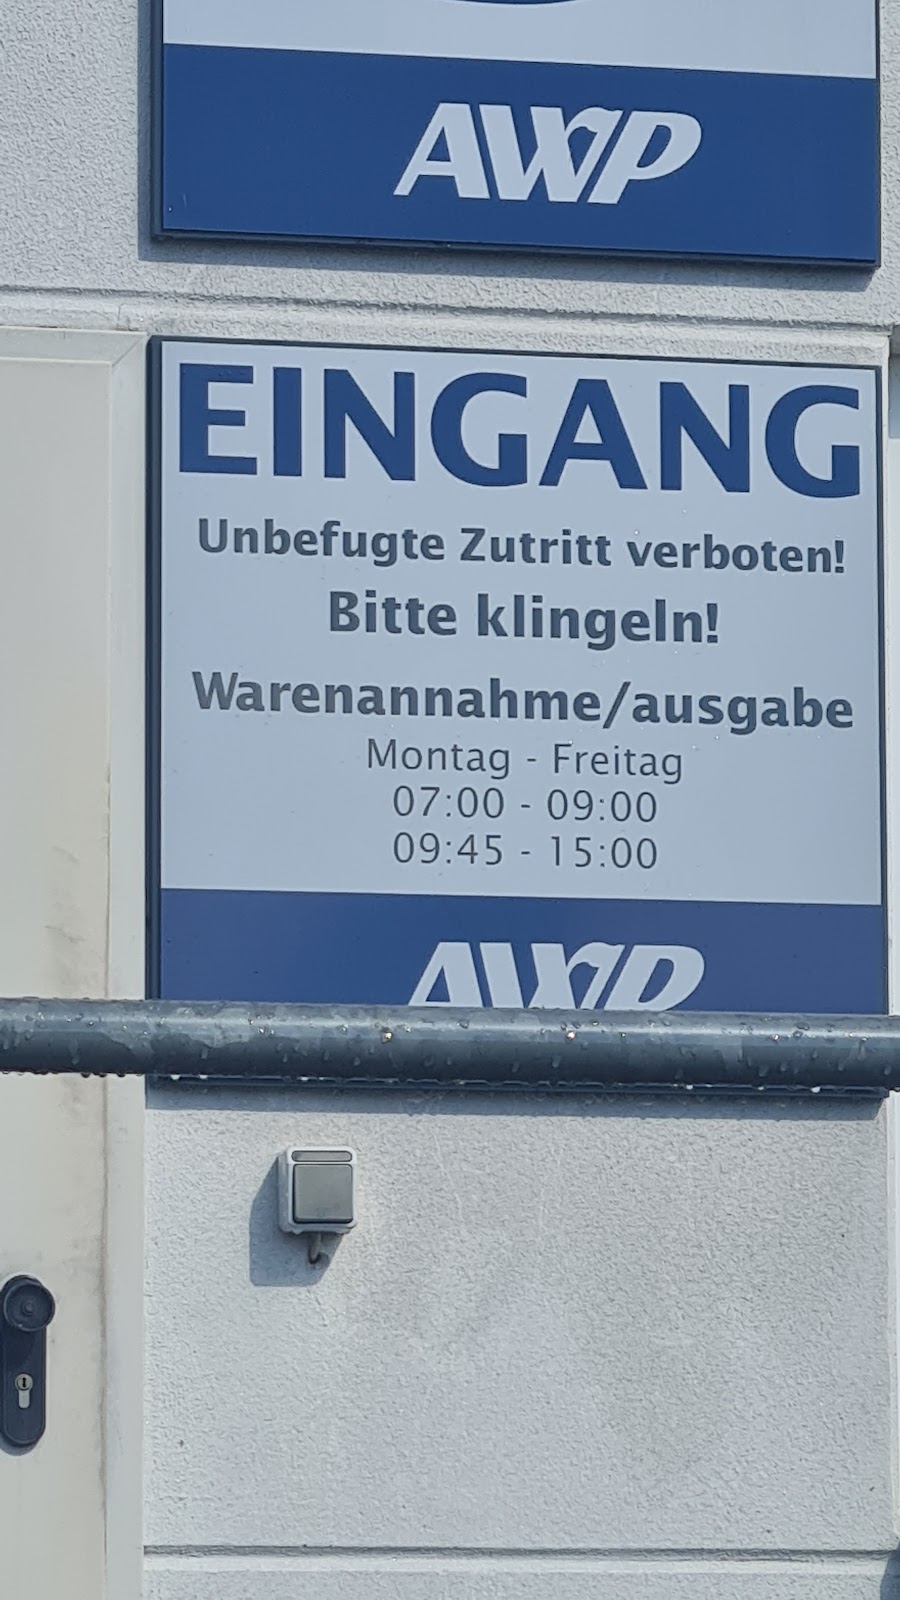 AWP
EINGANG
Unbefugte Zutritt verboten!
Bitte klingeln!
Warenannahme/ausgabe
Montag - Freitag
07:00 - 09:00
09:45 - 15:00
AWP